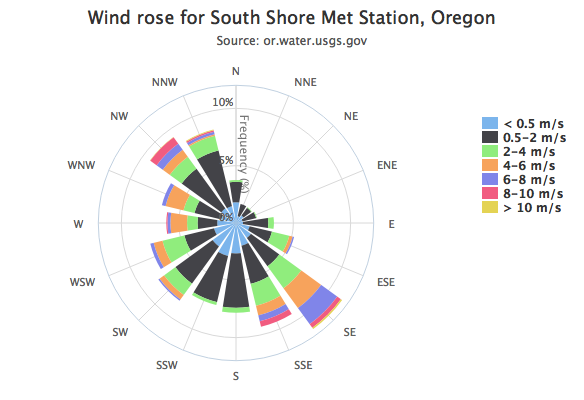 Wind rose for South Shore Met Station, Oregon
Source: or.water.usgs.gov
N
NNW
NNE
NW
NE
WNW
ENE
W
E
WSW
ESE
SW
SE
SSW
SSE
S
10%
5%
0%
Frequency (%)
< 0.5 m/s
0.5–2 m/s
2–4 m/s
4–6 m/s
6–8 m/s
8–10 m/s
> 10 m/s